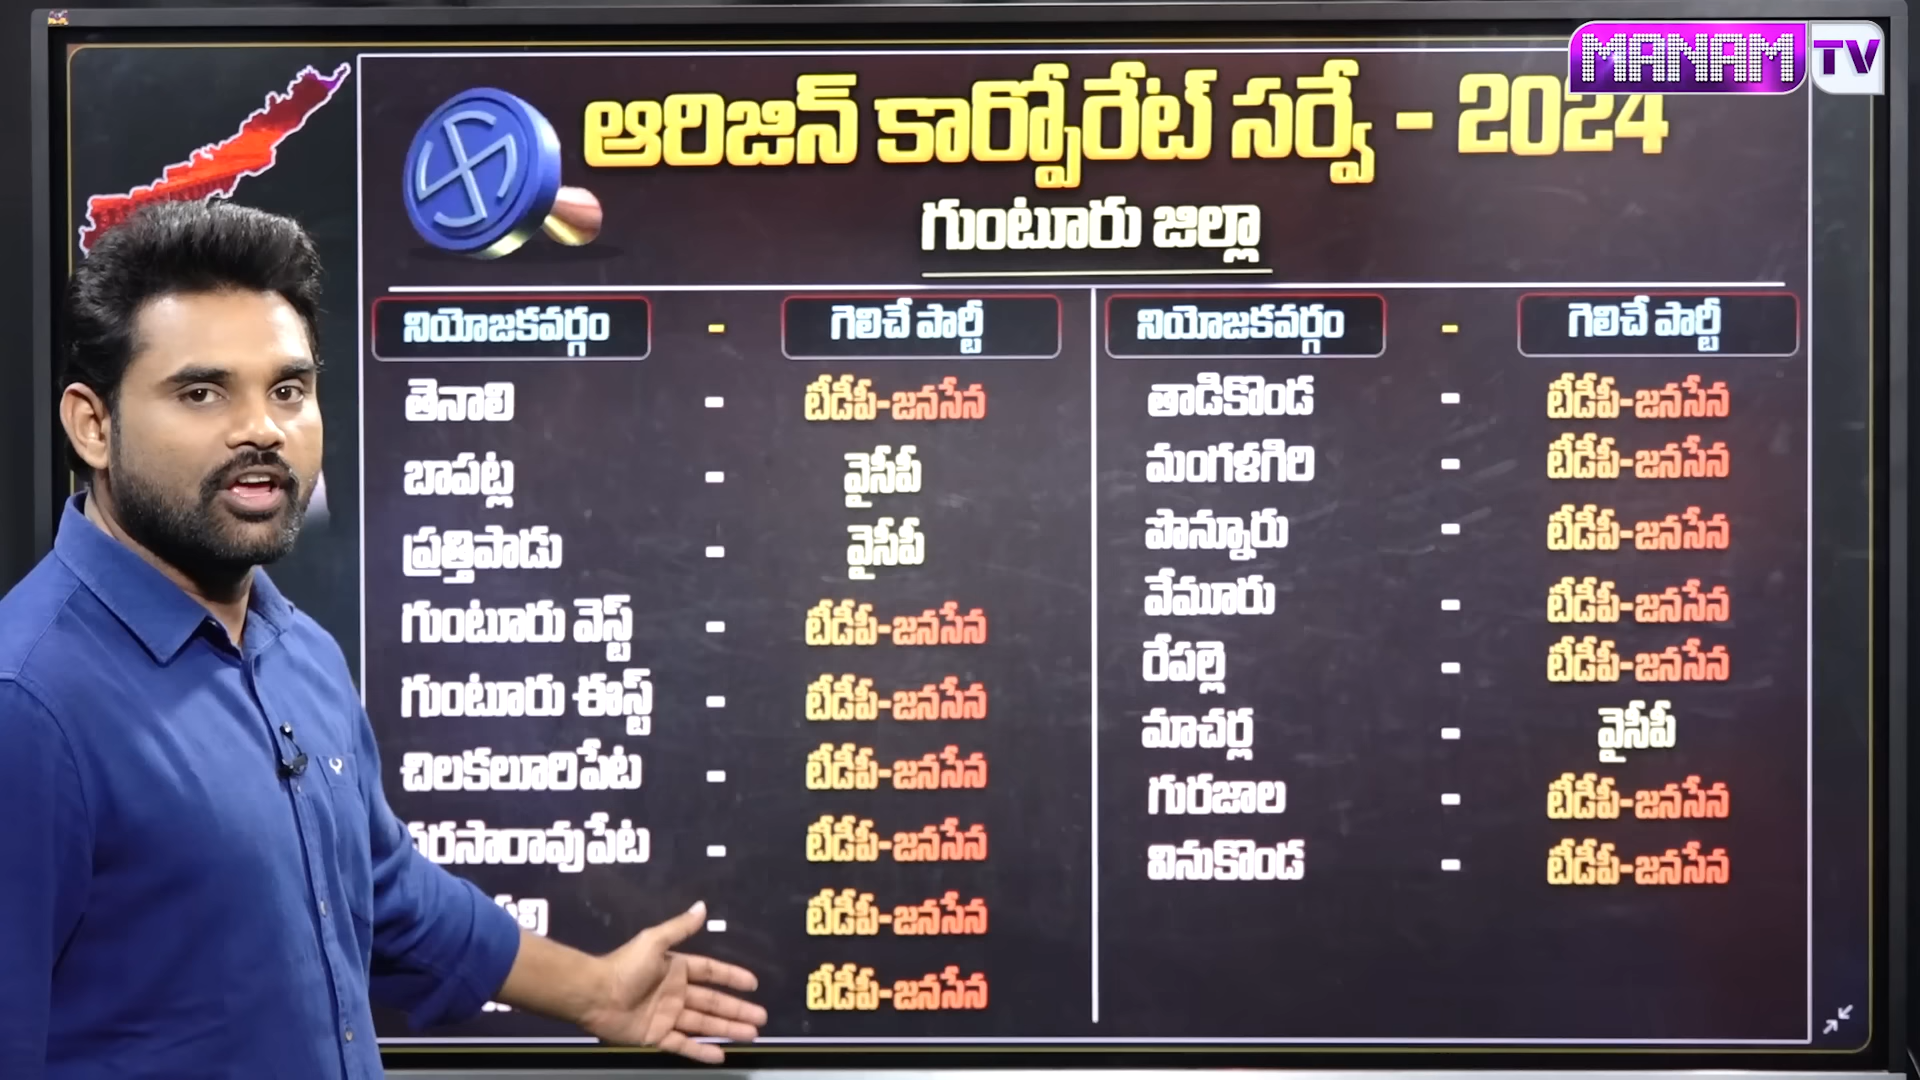 MANAM TV
ఆరిజిన్ కార్పోరేట్ సర్వే - 2024
గుంటూరు జిల్లా
నియోజకవర్గం - గెలిచే పార్టీ
తెనాలి - టీడీపీ-జనసేన
బాపట్ల - వైసీపీ
ప్రత్తిపాడు - వైసీపీ
గుంటూరు వెస్ట్ - టీడీపీ-జనసేన
గుంటూరు ఈస్ట్ - టీడీపీ-జనసేన
చిలకలూరిపేట - టీడీపీ-జనసేన
- టీడీపీ-జనసేన
- టీడీపీ-జనసేన
టీడీపీ-జనసేన
నియోజకవర్గం - గెలిచే పార్టీ
తాడికొండ - టీడీపీ-జనసేన
మంగళగిరి - టీడీపీ-జనసేన
పొన్నూరు - టీడీపీ-జనసేన
వేమూరు - టీడీపీ-జనసేన
రేపల్లె - టీడీపీ-జనసేన
మాచర్ల - వైసీపీ
గురజాల - టీడీపీ-జనసేన
వినుకొండ - టీడీపీ-జనసేన